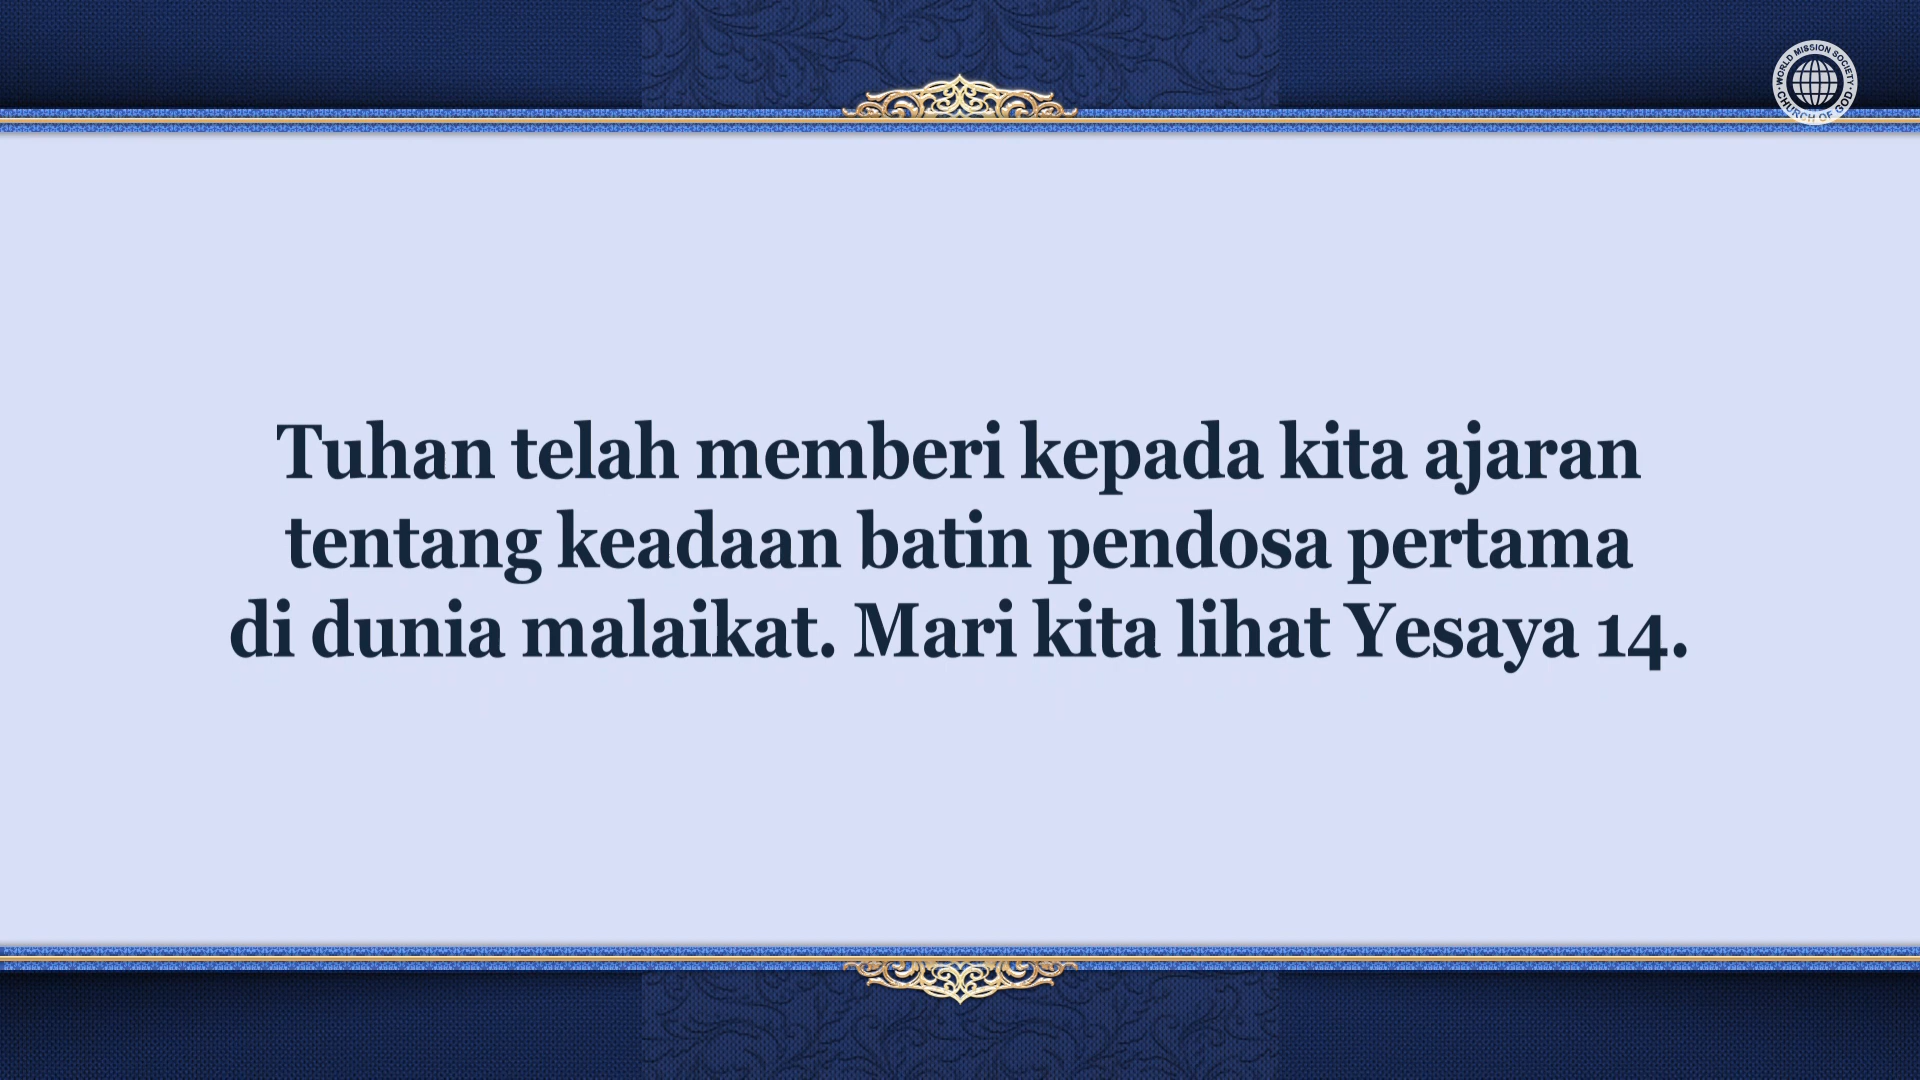 WORLD MISSION SOCIETY
CHURCH OF GOD
Tuhan telah memberi kepada kita ajaran
tentang keadaan batin pendosa pertama
di dunia malaikat. Mari kita lihat Yesaya 14.